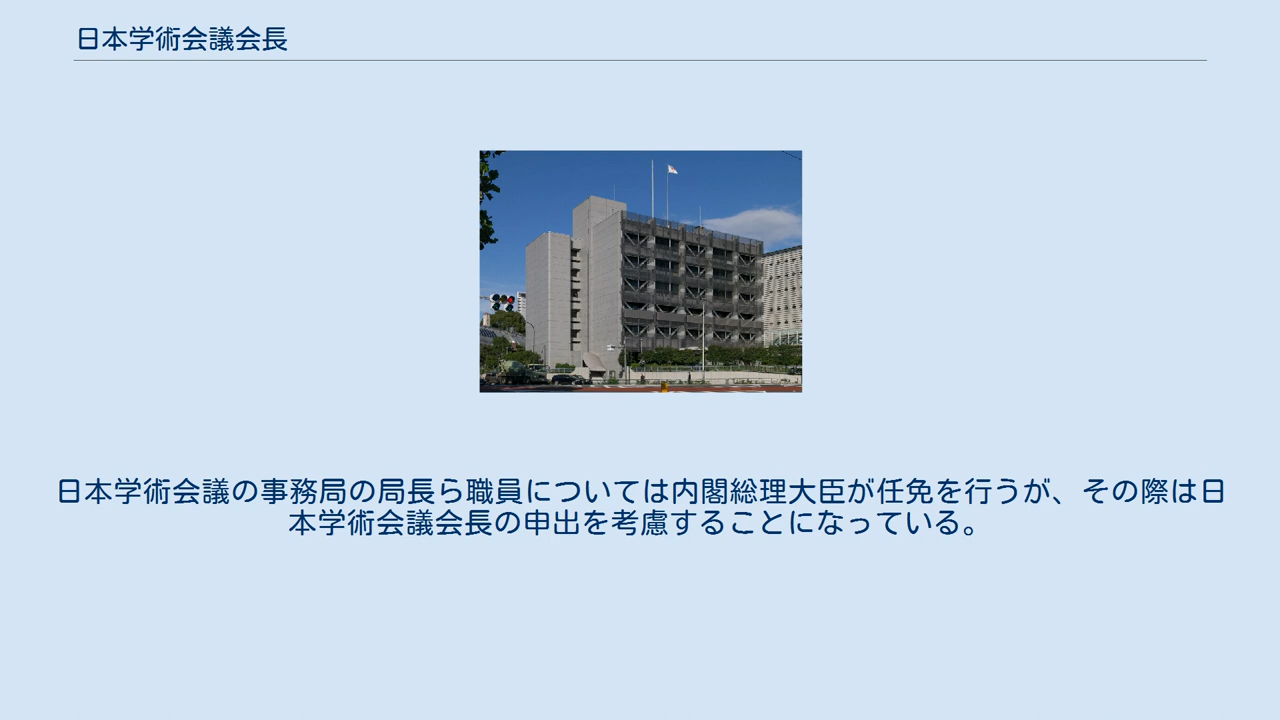 日本学術会議会長
日本学術会議の事務局の局長ら職員については内閣総理大臣が任免を行うが、その際は日
本学術会議会長の申出を考慮することになっている。